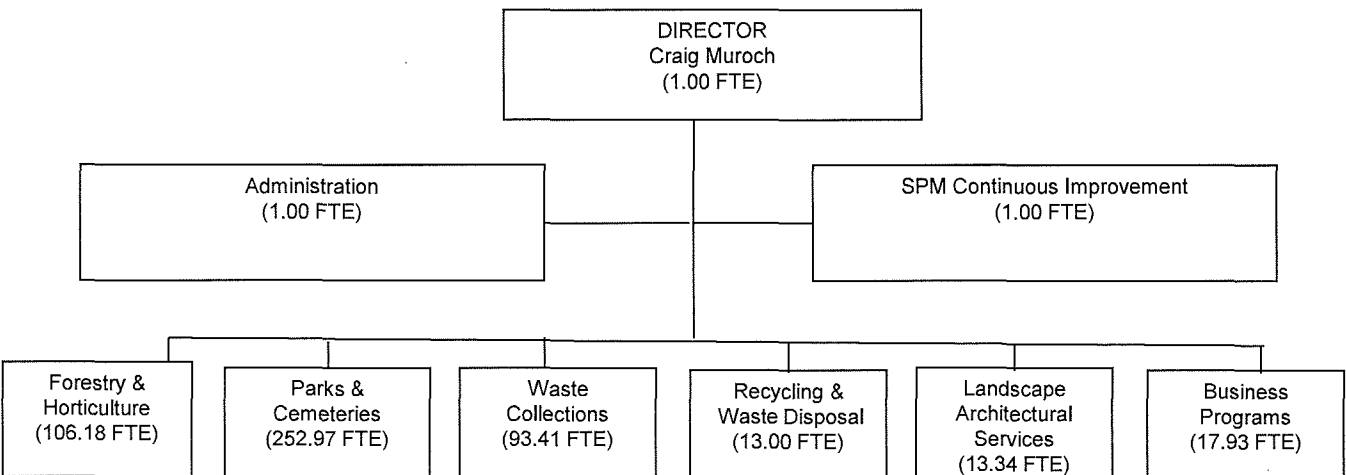 DIRECTOR
Craig Muroch
(1.00 FTE)
Administration
(1.00 FTE)
SPM Continuous Improvement
(1.00 FTE)
Forestry &
Horticulture
(106.18 FTE)
Parks &
Cemeteries
(252.97 FTE)
Waste
Collections
(93.41 FTE)
Recycling &
Waste Disposal
(13.00 FTE)
Landscape
Architectural
Services
(13.34 FTE)
Business
Programs
(17.93 FTE)